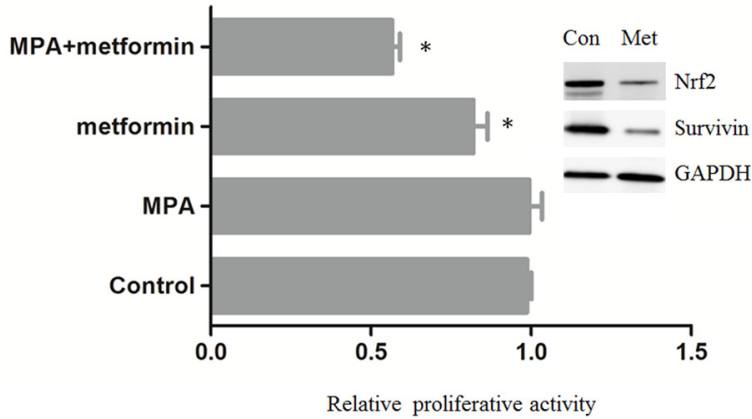 MPA+metformin
*
metformin
*
MPA
Control
0.0 0.5 1.0 1.5
Relative proliferative activity
Con Met
Nrf2
Survivin
GAPDH